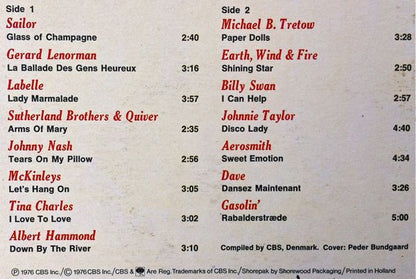 Side 1
Sailor
Glass of Champagne 2:40
Gerard Lenorman
La Ballade Des Gens Heureux 3:16
Labelle
Lady Marmalade 3:57
Sutherland Brothers & Quiver
Arms Of Mary 2:35
Johnny Nash
Tears On My Pillow 2:56
McKinleys
Let's Hang On 3:05
Tina Charles
I Love To Love 3:02
Albert Hammond
Down By The River 3:10
Side 2
Michael B. Tretow
Paper Dolls 3:28
Earth, Wind & Fire
Shining Star 2:50
Billy Swan
I Can Help 2:57
Johnnie Taylor
Disco Lady 4:40
Aerosmith
Sweet Emotion 4:34
Dave
Dansez Maintenant 3:26
Gasolin'
Rabalderstræde 5:00
Compiled by CBS, Denmark. Cover: Peder Bundgaard
Ⓟ 1976 CBS Inc./© 1976 CBS Inc./CBS & Are Reg. Trademarks of CBS Inc./Shorepak by Shorewood Packaging/Printed in Holland